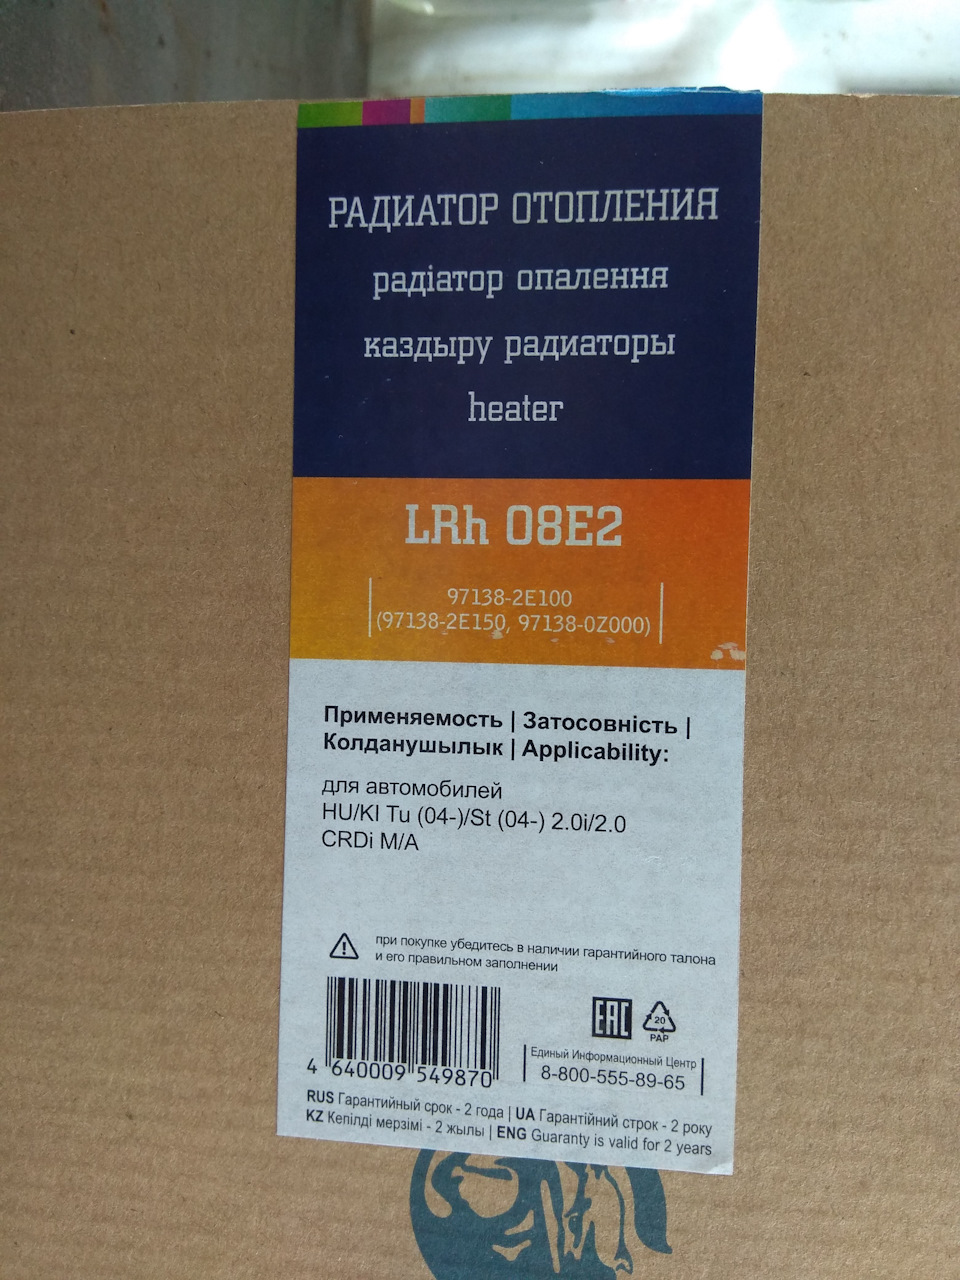 РАДИАТОР ОТОПЛЕНИЯ
радіатор опалення
каздыру радиаторы
heater
LRh 08E2
97138-2E100
(97138-2E150, 97138-0Z000)
Применяемость | Затосовність |
Колданушылык | Applicability:
для автомобилей
HU/KI Tu (04-)/St (04-) 2.0i/2.0
CRDi M/A
при покупке убедитесь в наличии гарантийного талона
и его правильном заполнении
EAC
20
PAP
4 640009 549870
Единый Информационный Центр
8-800-555-89-65
RUS Гарантийный срок - 2 года | UA Гарантійний строк - 2 року
KZ Кепілді мерзімі - 2 жылы | ENG Guaranty is valid for 2 years